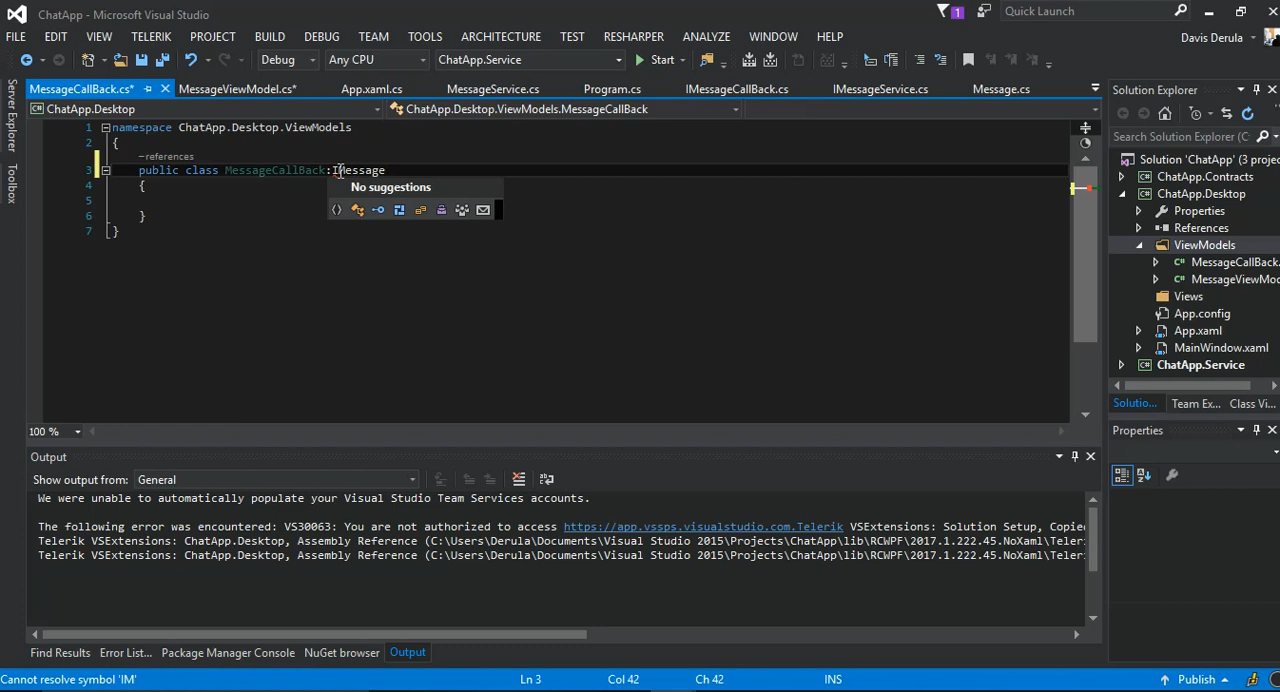 ChatApp - Microsoft Visual Studio
1
Quick Launch
FILE EDIT VIEW TELERIK PROJECT BUILD DEBUG TEAM TOOLS ARCHITECTURE TEST RESHARPER ANALYZE WINDOW HELP
Davis Derula
Debug Any CPU ChatApp.Service Start
Server Explorer
Toolbox
MessageCallBack.cs* MessageViewModel.cs* App.xaml.cs MessageService.cs Program.cs IMessageCallBack.cs IMessageService.cs Message.cs
ChatApp.Desktop ChatApp.Desktop.ViewModels.MessageCallBack
1 namespace ChatApp.Desktop.ViewModels
2 {
—references
3 public class MessageCallBack:IMessage
4 {
5
6 }
7 }
No suggestions
100 %
Solution Explorer
Search Solution Explorer
Solution 'ChatApp' (3 proje
ChatApp.Contracts
ChatApp.Desktop
Properties
References
ViewModels
C# MessageCallBack.
C# MessageViewMod
Views
App.config
App.xaml
MainWindow.xaml
C# ChatApp.Service
Solutio... Team Ex... Class Vi...
Properties
Output
Show output from: General
We were unable to automatically populate your Visual Studio Team Services accounts.
The following error was encountered: VS30063: You are not authorized to access https://app.vssps.visualstudio.com.Telerik VSExtensions: Solution Setup, Copied
Telerik VSExtensions: ChatApp.Desktop, Assembly Reference (C:\Users\Derula\Documents\Visual Studio 2015\Projects\ChatApp\lib\RCWPF\2017.1.222.45.NoXaml\Teleri
Telerik VSExtensions: ChatApp.Desktop, Assembly Reference (C:\Users\Derula\Documents\Visual Studio 2015\Projects\ChatApp\lib\RCWPF\2017.1.222.45.NoXaml\Teleri
Find Results Error List... Package Manager Console NuGet browser Output
Cannot resolve symbol 'IM' Ln 3 Col 42 Ch 42 INS Publish